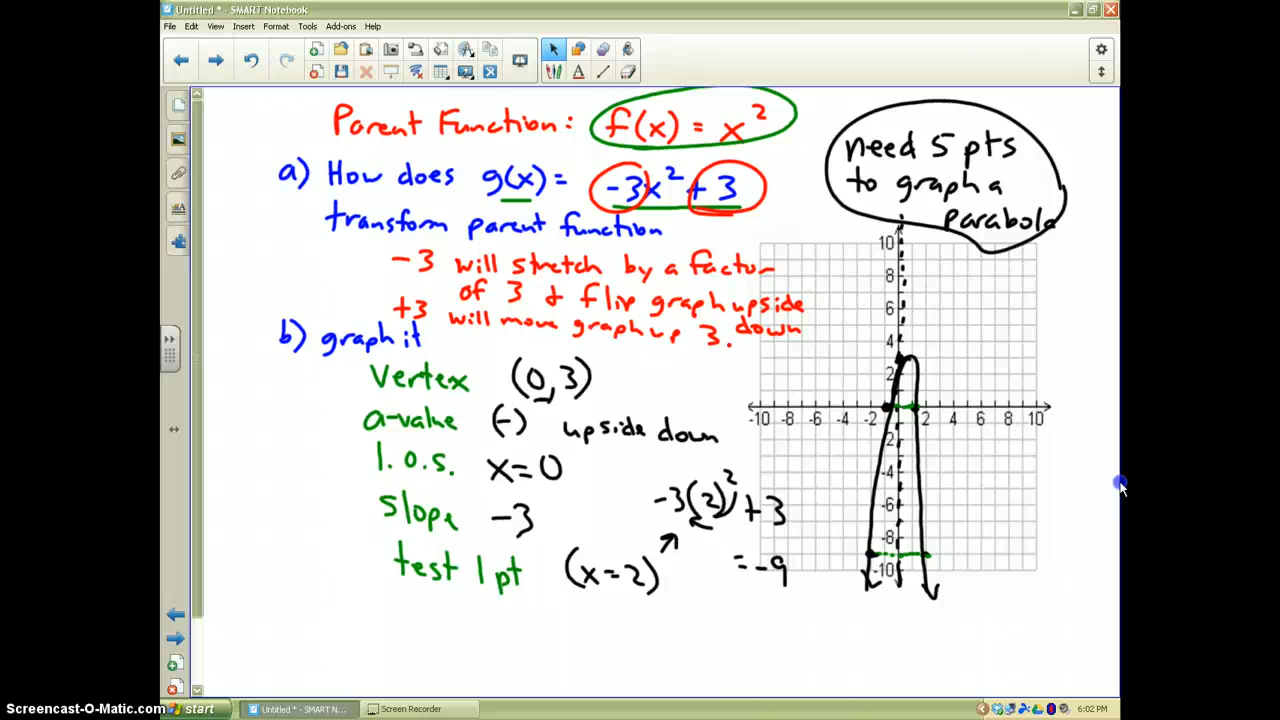 Untitled * - SMART Notebook
File Edit View Insert Format Tools Add-ons Help
Parent Function: f(x) = x²
a) How does g(x) = -3x² + 3
transform parent function
-3 will stretch by a factor
of 3 & flip graph upside
down
+3 will move graph up 3.
b) graph it
vertex (0, 3)
a-value (-) upside down
l.o.s. x=0
slope -3
test 1 pt (x=2)
-3(2)² + 3
= -9
need 5 pts
to graph a
parabola
10
8
6
4
2
-10 -8 -6 -4 -2 2 4 6 8 10
-2
-4
-6
-8
-10
Screencast-O-Matic.com
start Untitled * - SMART N... Screen Recorder 6:02 PM